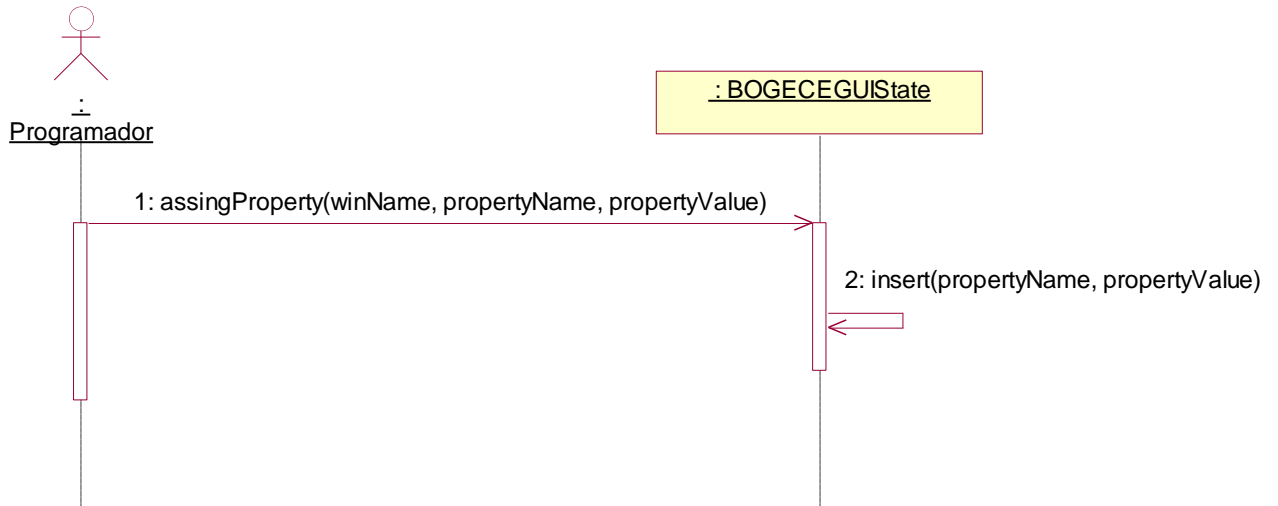 :
Programador
: BOGECEGUIState
1: assingProperty(winName, propertyName, propertyValue)
2: insert(propertyName, propertyValue)